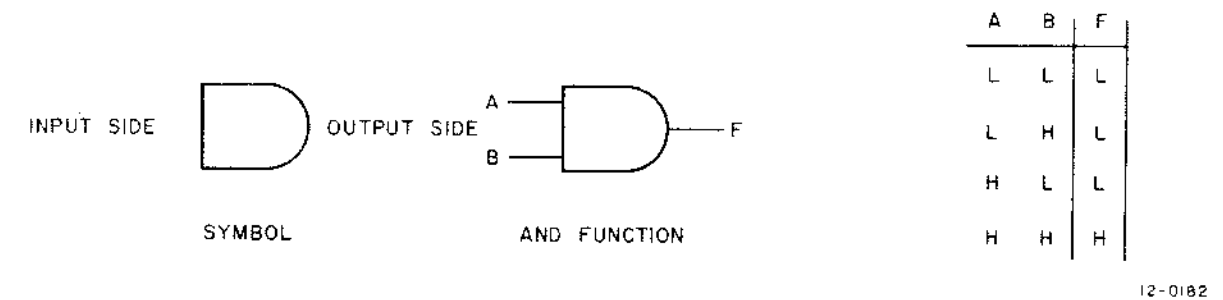 A B F
L L L
L H L
H L L
H H H
INPUT SIDE OUTPUT SIDE
A
B
F
SYMBOL
AND FUNCTION
12-0182